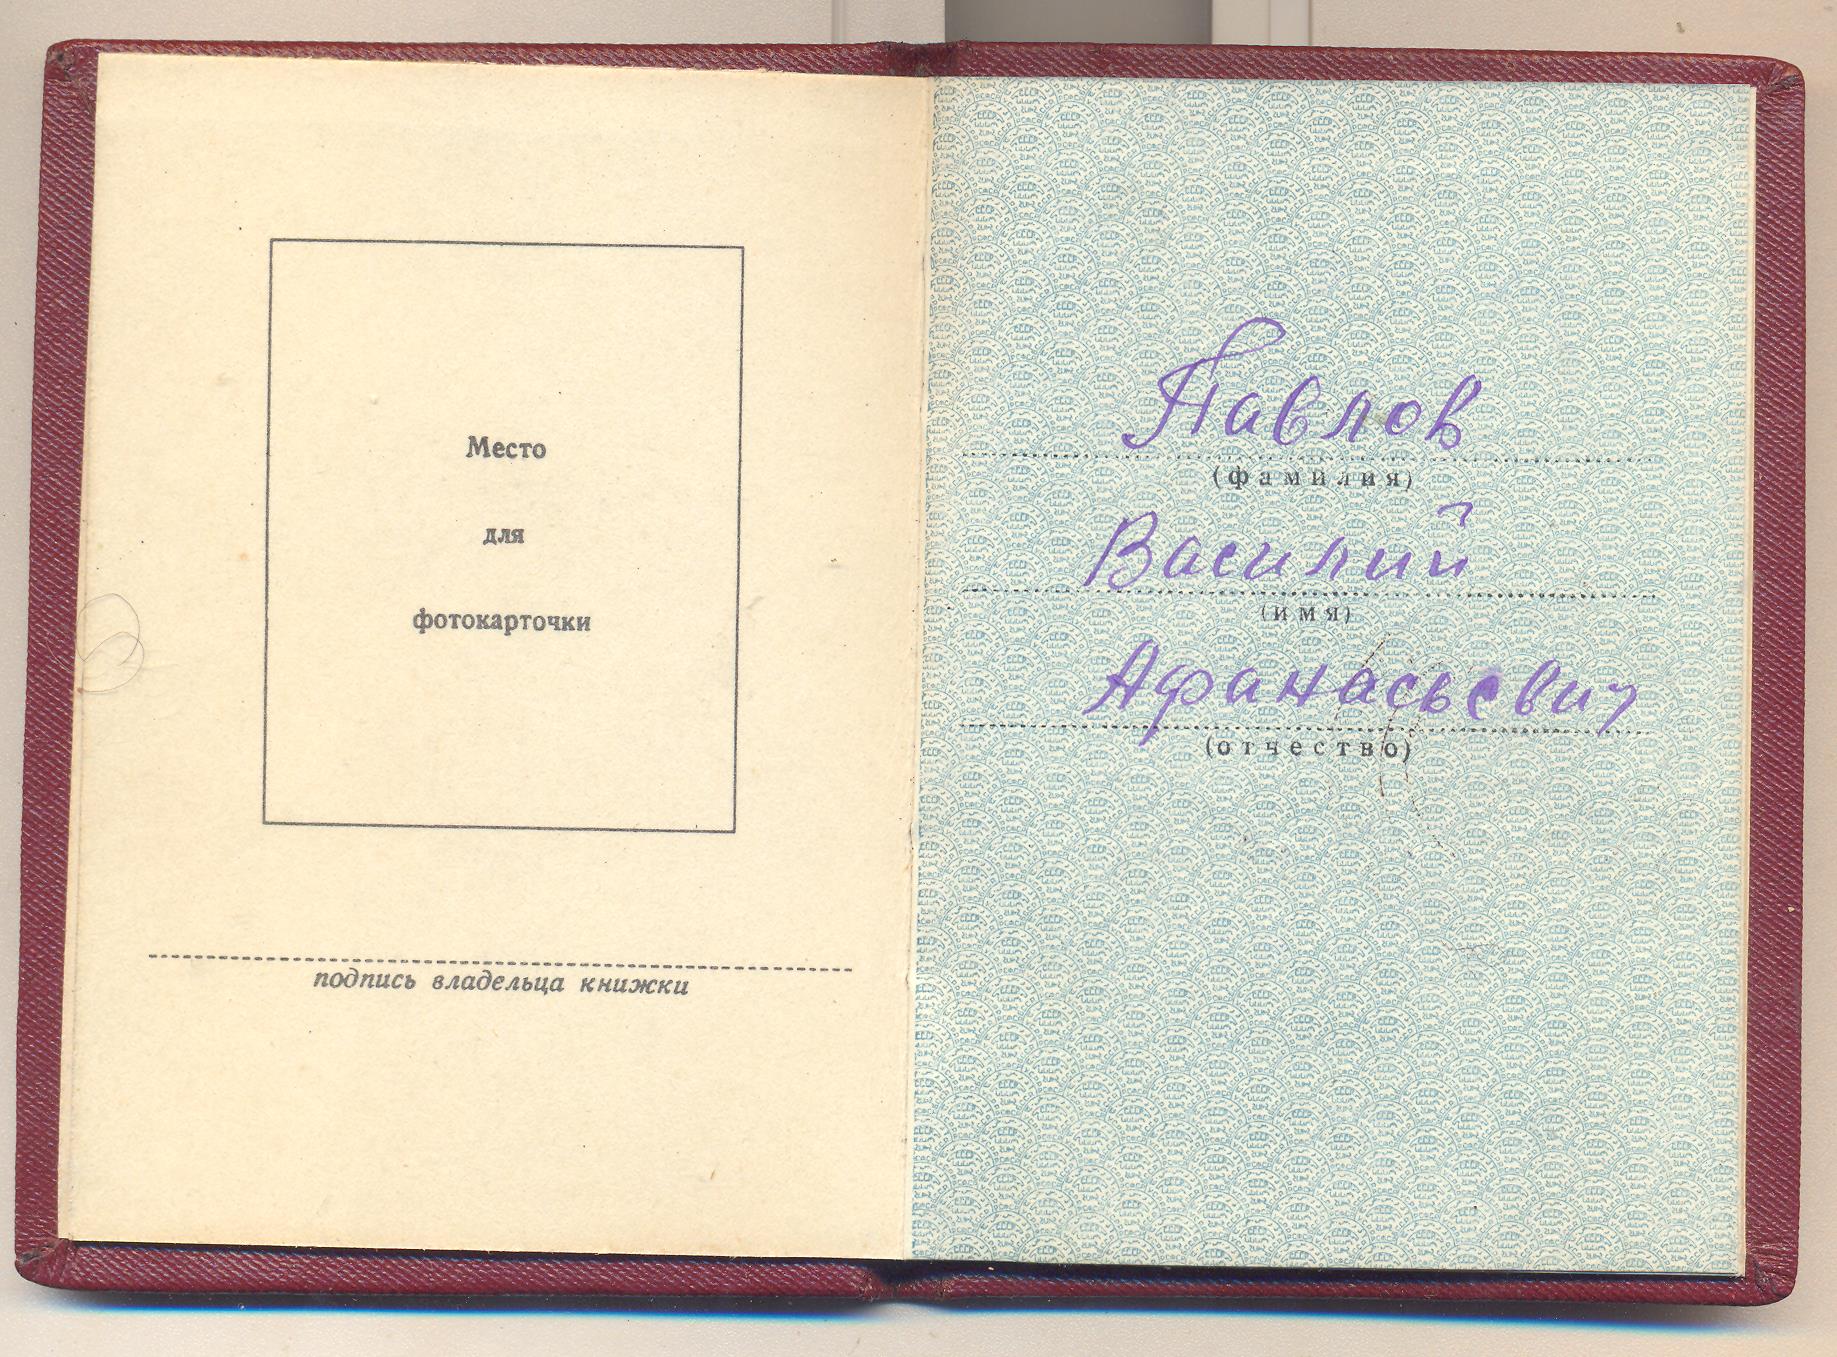 Место
для
фотокарточки
подпись владельца книжки
Павлов
(фамилия)
Василий
(имя)
Афанасьевич
(отчество)